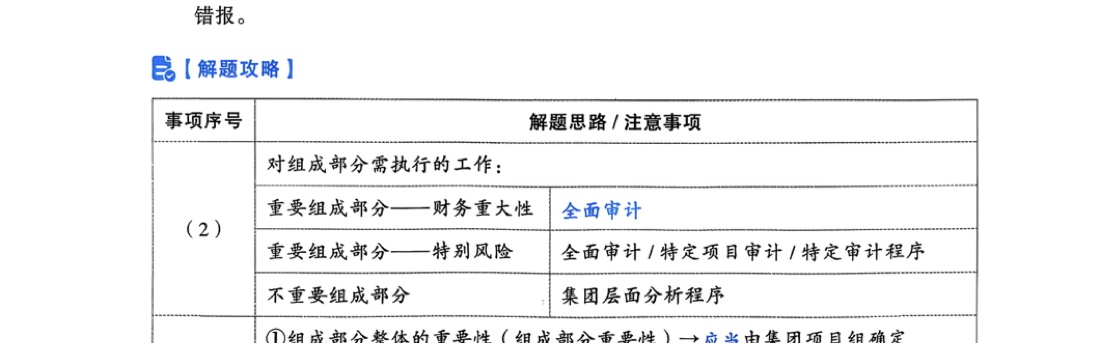 错报。
【解题攻略】
事项序号 解题思路/注意事项
对组成部分需执行的工作：
重要组成部分——财务重大性 全面审计
（2）
重要组成部分——特别风险 全面审计/特定项目审计/特定审计程序
不重要组成部分 集团层面分析程序
①组成部分整体的重要性（组成部分重要性）→应当由集团项目组确定